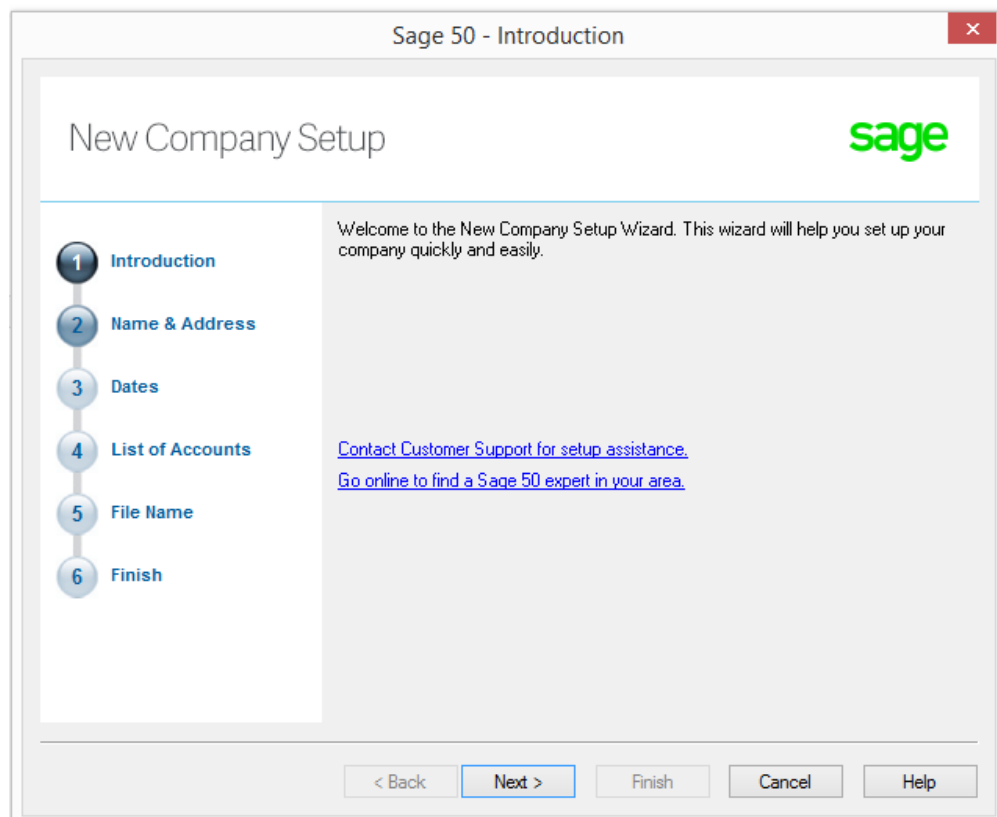 Sage 50 - Introduction
New Company Setup
sage
Welcome to the New Company Setup Wizard. This wizard will help you set up your
company quickly and easily.
1 Introduction
2 Name & Address
3 Dates
4 List of Accounts
5 File Name
6 Finish
Contact Customer Support for setup assistance.
Go online to find a Sage 50 expert in your area.
< Back Next > Finish Cancel Help